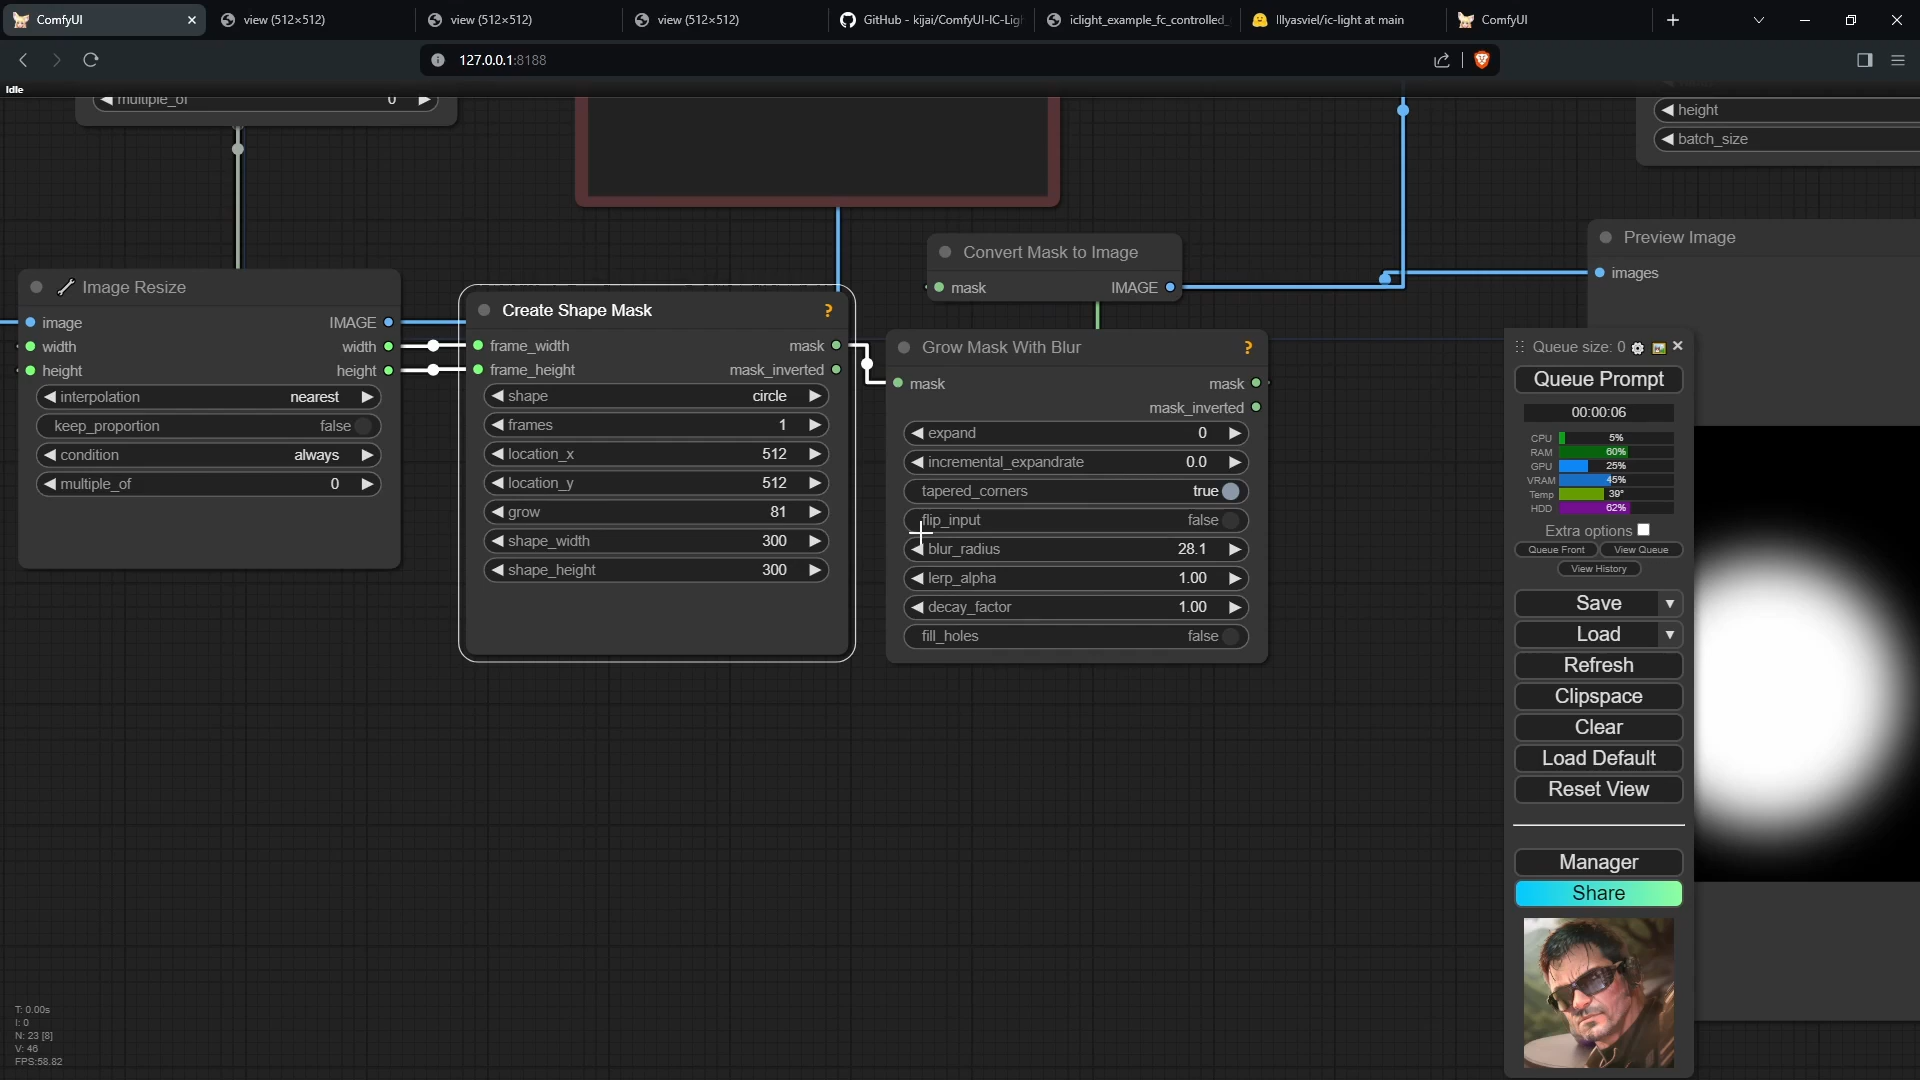 ComfyUI
view (512×512)
view (512×512)
view (512×512)
GitHub - kijai/ComfyUI-IC-Ligh
iclight_example_fc_controlled_
lllyasviel/ic-light at main
ComfyUI
127.0.0.1:8188
Idle
multiple_of 0
height
batch_size
Convert Mask to Image
mask IMAGE
Preview Image
images
Image Resize
image IMAGE
width width
height height
interpolation nearest
keep_proportion false
condition always
multiple_of 0
Create Shape Mask ?
frame_width mask
frame_height mask_inverted
shape circle
frames 1
location_x 512
location_y 512
grow 81
shape_width 300
shape_height 300
Grow Mask With Blur ?
mask mask
mask_inverted
expand 0
incremental_expandrate 0.0
tapered_corners true
flip_input false
blur_radius 28.1
lerp_alpha 1.00
decay_factor 1.00
fill_holes false
Queue size: 0
Queue Prompt
00:00:06
CPU 5%
RAM 60%
GPU 25%
VRAM 45%
Temp 39°
HDD 62%
Extra options
Queue Front View Queue
View History
Save
Load
Refresh
Clipspace
Clear
Load Default
Reset View
Manager
Share
T: 0.00s
I: 0
N: 23 [8]
V: 46
FPS:58.82